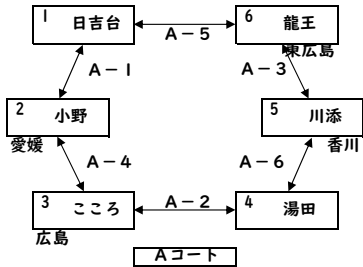 1 日吉台
A-5
6 龍王
東広島
A-1
A-3
2 小野
愛媛
5 川添
香川
A-4
A-6
3 こころ
広島
A-2
4 湯田
Aコート